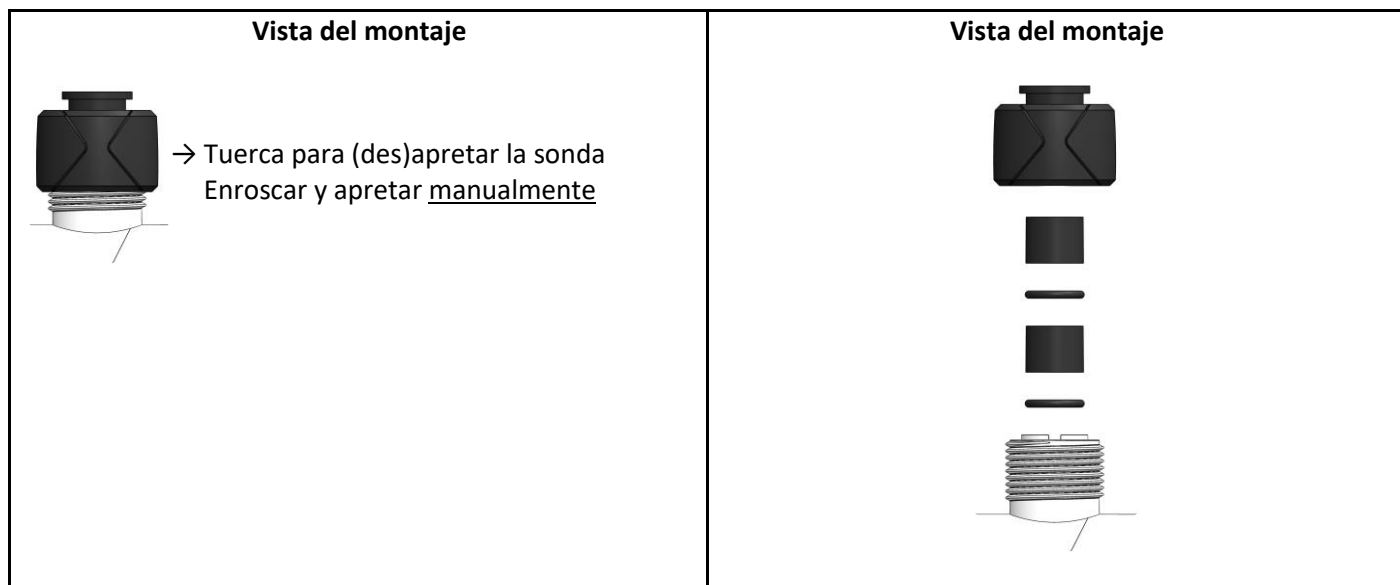 Vista del montaje
→ Tuerca para (des)apretar la sonda
Enroscar y apretar manualmente
Vista del montaje